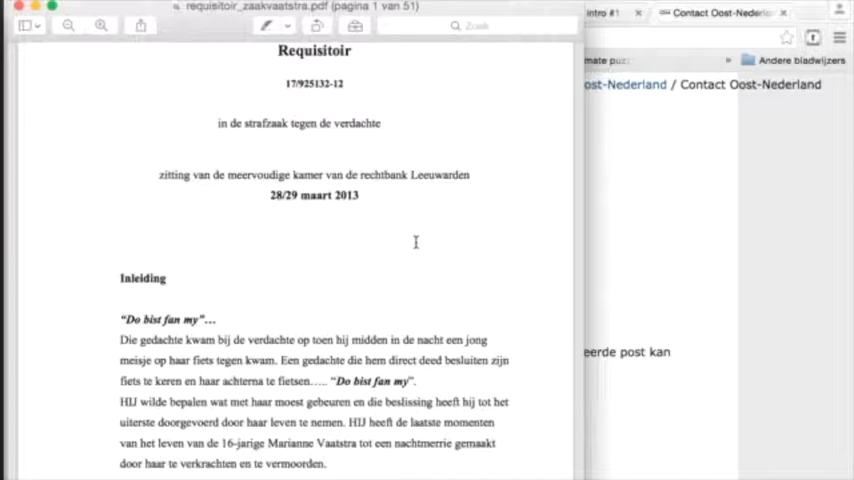 requisitoir_zaakvaatstra.pdf (pagina 1 van 51)
Zoek
intro #1
Contact Oost-Nederla
Andere bladwijzers
ost-Nederland / Contact Oost-Nederland
eerde post kan
Requisitoir
17/925132-12
in de strafzaak tegen de verdachte
zitting van de meervoudige kamer van de rechtbank Leeuwarden
28/29 maart 2013
Inleiding
“Do bist fan my”...
Die gedachte kwam bij de verdachte op toen hij midden in de nacht een jong
meisje op haar fiets tegen kwam. Een gedachte die hem direct deed besluiten zijn
fiets te keren en haar achterna te fietsen….. “Do bist fan my”.
HIJ wilde bepalen wat met haar moest gebeuren en die beslissing heeft hij tot het
uiterste doorgevoerd door haar leven te nemen. HIJ heeft de laatste momenten
van het leven van de 16-jarige Marianne Vaatstra tot een nachtmerrie gemaakt
door haar te verkrachten en te vermoorden.